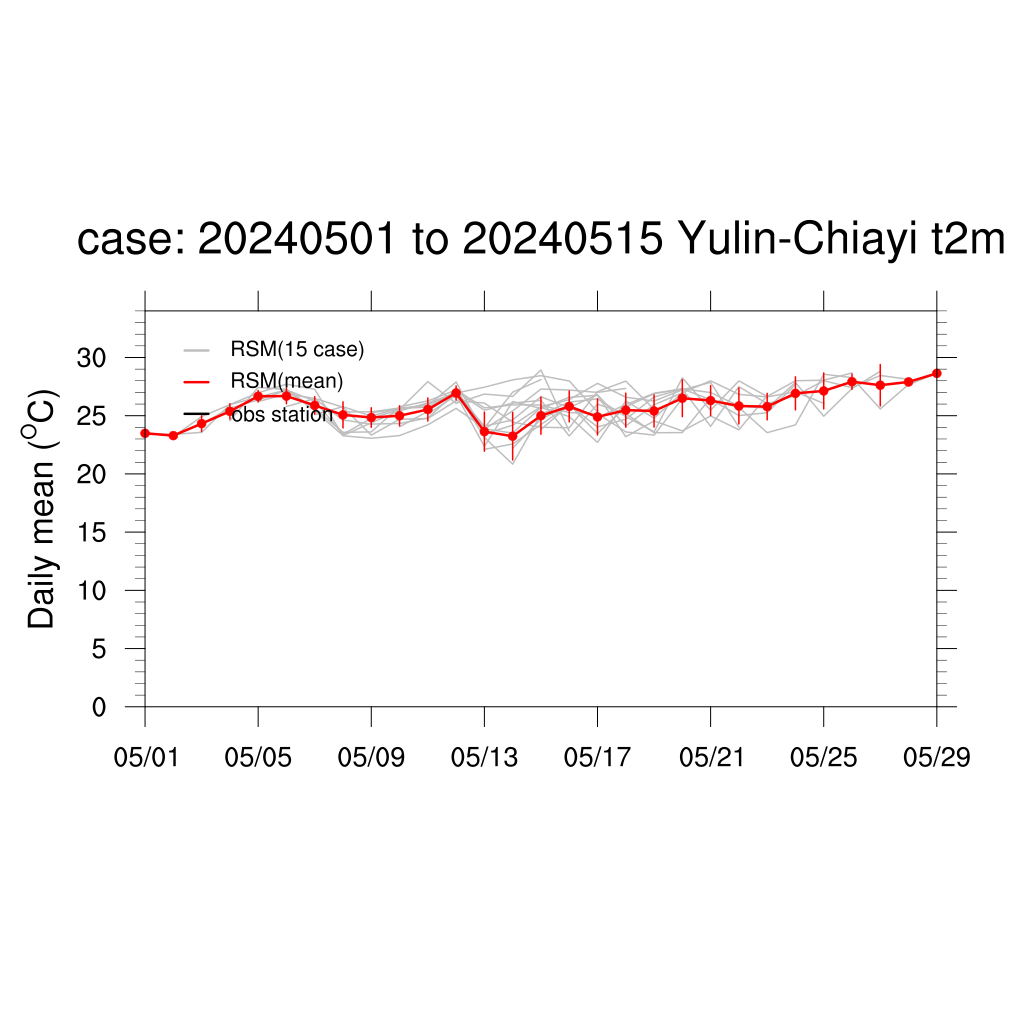 case: 20240501 to 20240515 Yulin-Chiayi t2m
Daily mean (°C)
30
25
20
15
10
5
0
RSM(15 case)
RSM(mean)
obs station
05/01 05/05 05/09 05/13 05/17 05/21 05/25 05/29